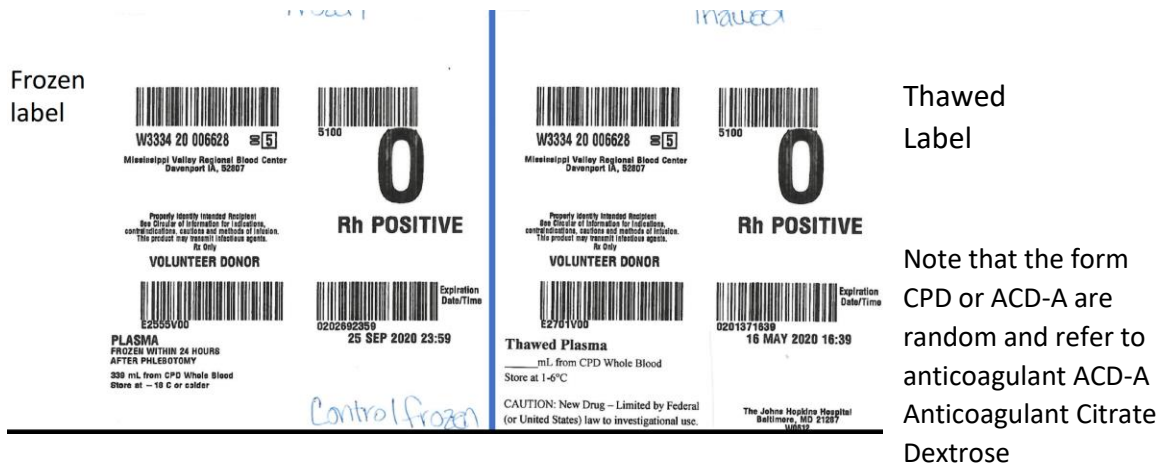 Frozen
label
W3334 20 006628 5
Mississippi Valley Regional Blood Center
Davenport IA, 52807
5100
O
Rh POSITIVE
Properly Identify Intended Recipient
See Circular of Information for indications,
contraindications, cautions and methods of infusion.
This product may transmit infectious agents.
Rx Only
VOLUNTEER DONOR
E2555V00
PLASMA
FROZEN WITHIN 24 HOURS
AFTER PHLEBOTOMY
Store at – 18 C or colder
Expiration
Date/Time
0202692359
25 SEP 2020 23:59
Control frozen
Thawed
W3334 20 006628 5
Mississippi Valley Regional Blood Center
Davenport IA, 52807
5100
O
Rh POSITIVE
Properly Identify Intended Recipient
See Circular of Information for indications,
contraindications, cautions and methods of infusion.
This product may transmit infectious agents.
Rx Only
VOLUNTEER DONOR
E2701V00
Thawed Plasma
____mL from CPD Whole Blood
Store at 1-6°C
CAUTION: New Drug – Limited by Federal
(or United States) law to investigational use.
Expiration
Date/Time
0201371639
16 MAY 2020 16:39
The Johns Hopkins Hospital
Baltimore, MD 21287
Thawed
Label
Note that the form
CPD or ACD-A are
random and refer to
anticoagulant ACD-A
Anticoagulant Citrate
Dextrose